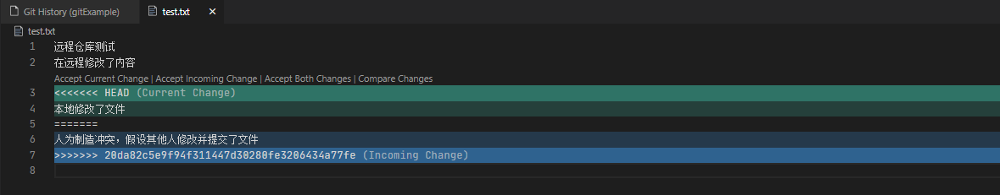 Git History (gitExample) test.txt ×
test.txt
1 远程仓库测试
2 在远程修改了内容
Accept Current Change | Accept Incoming Change | Accept Both Changes | Compare Changes
3 <<<<<<< HEAD (Current Change)
4 本地修改了文件
5 =======
6 人为制造冲突，假设其他人修改并提交了文件
7 >>>>>>> 20da82c5e9f94f311447d30280fe3206434a77fe (Incoming Change)
8